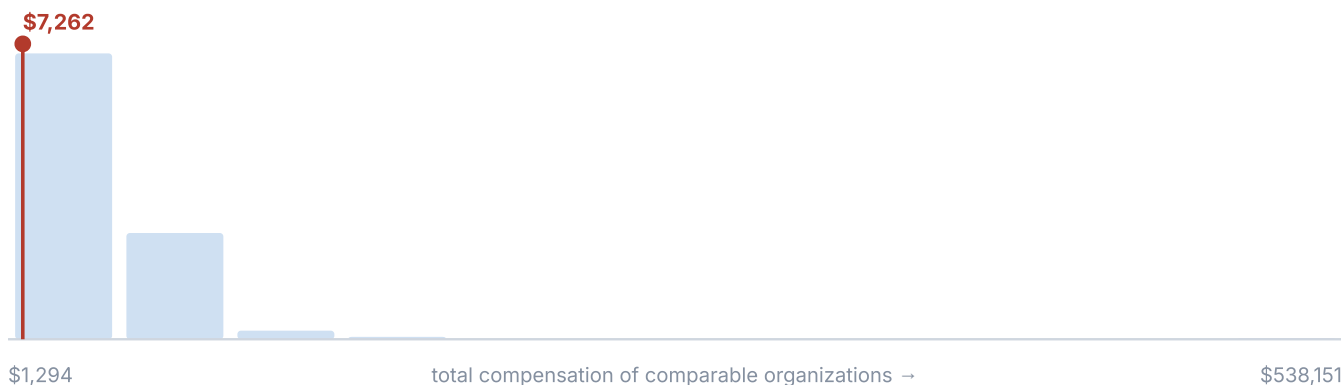 $7,262
$1,294 total compensation of comparable organizations → $538,151